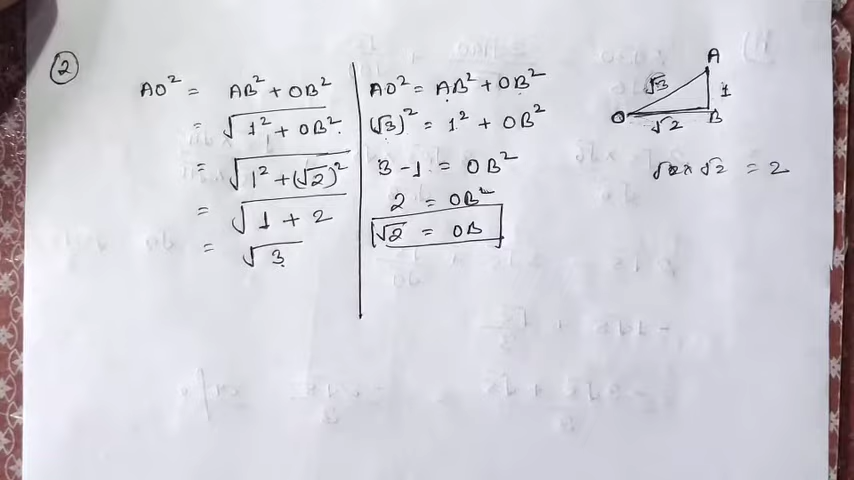 2
AO² = AB² + OB²
= √1² + OB²
= √1² + (√2)²
= √1 + 2
= √3
AO² = AB² + OB²
(√3)² = 1² + OB²
3 - 1 = OB²
2 = OB²
√2 = OB
A
√3
1
O
√2
B
√2 x √2 = 2